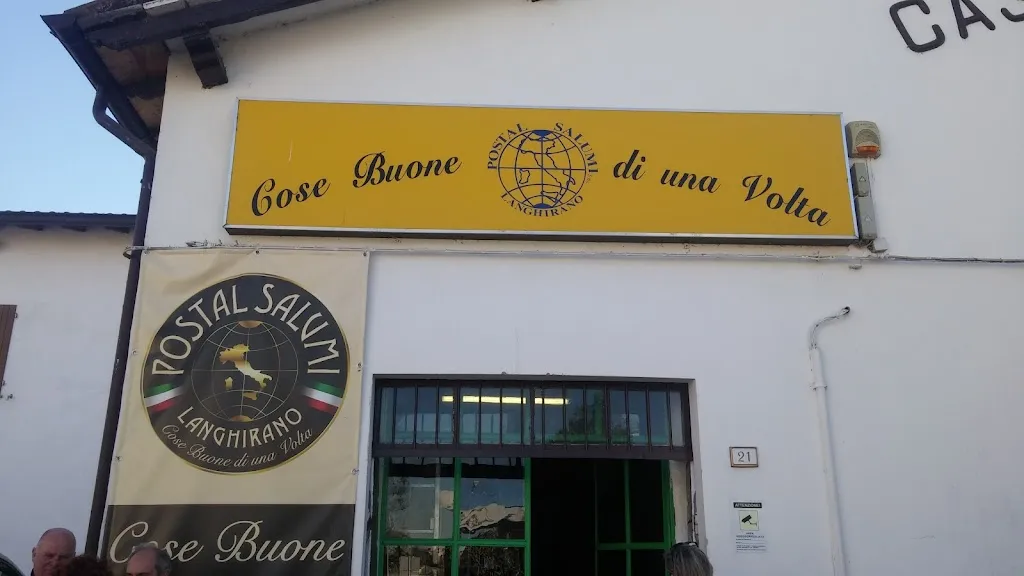 CAS
Cose Buone POSTAL SALUMI LANGHIRANO di una Volta
POSTAL SALUMI
LANGHIRANO
Cose Buone di una Volta
Cose Buone
21